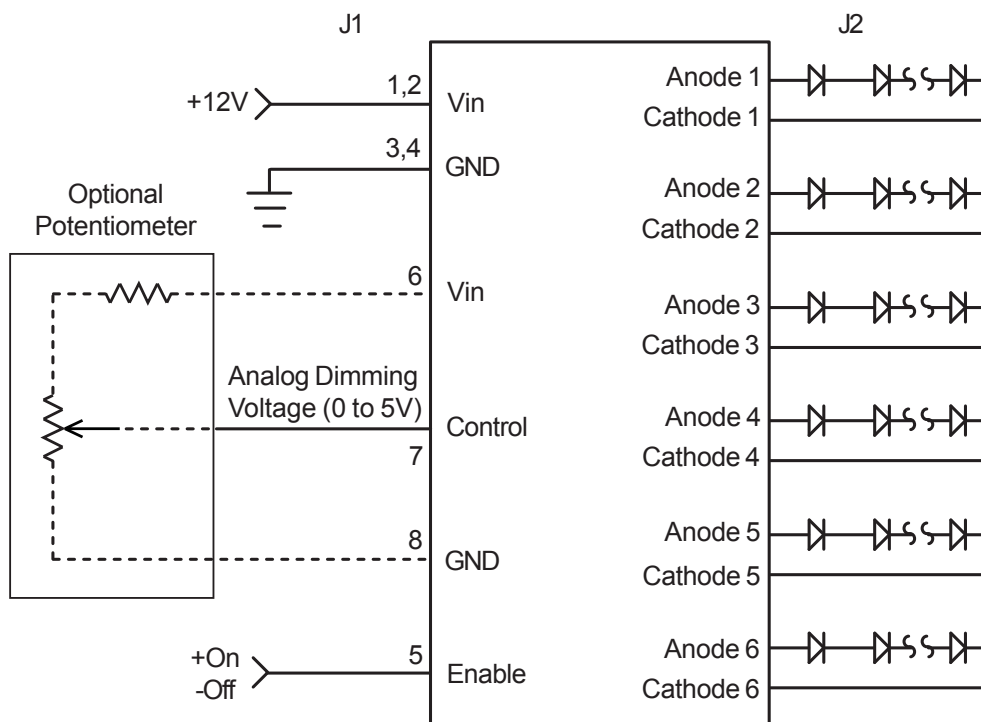 J1
J2
+12V
1,2
Vin
3,4
GND
Optional
Potentiometer
6
Vin
Analog Dimming
Voltage (0 to 5V)
Control
7
8
GND
+On
-Off
5
Enable
Anode 1
Cathode 1
Anode 2
Cathode 2
Anode 3
Cathode 3
Anode 4
Cathode 4
Anode 5
Cathode 5
Anode 6
Cathode 6